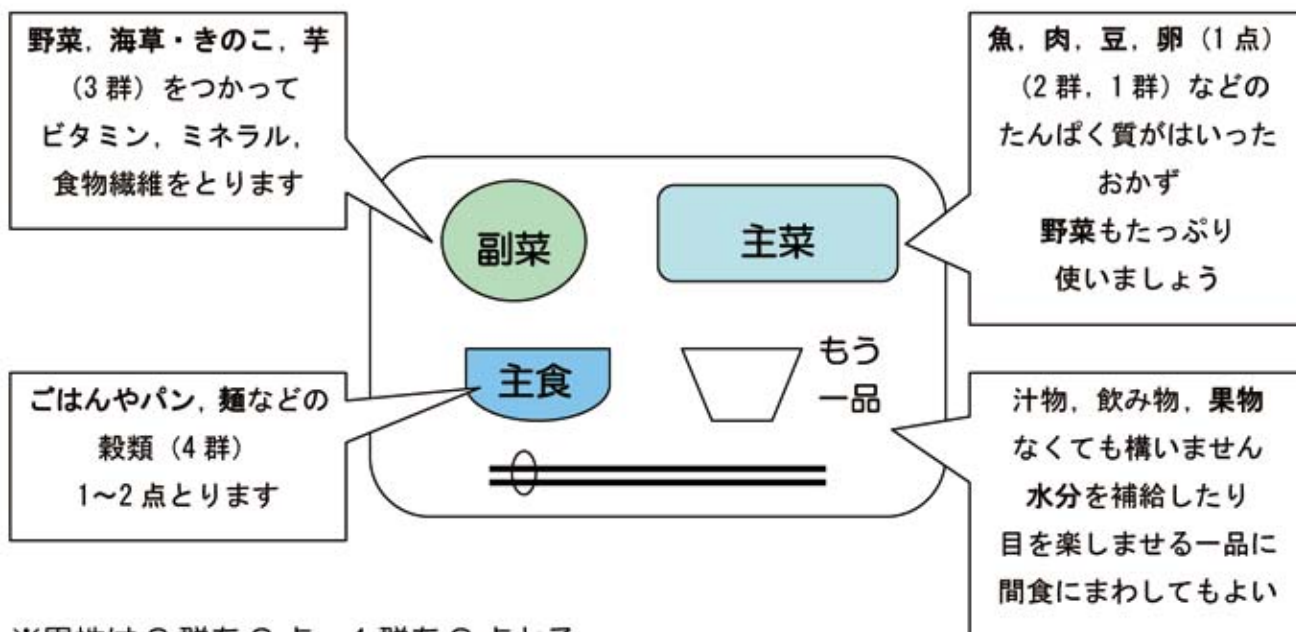 野菜，海草・きのこ，芋
（3群）をつかって
ビタミン，ミネラル，
食物繊維をとります
魚，肉，豆，卵（1点）
（2群，1群）などの
たんぱく質がはいった
おかず
野菜もたっぷり
使いましょう
副菜
主菜
ごはんやパン，麺などの
穀類（4群）
1～2点とります
主食
もう
一品
汁物，飲み物，果物
なくても構いません
水分を補給したり
目を楽しませる一品に
間食にまわしてもよい